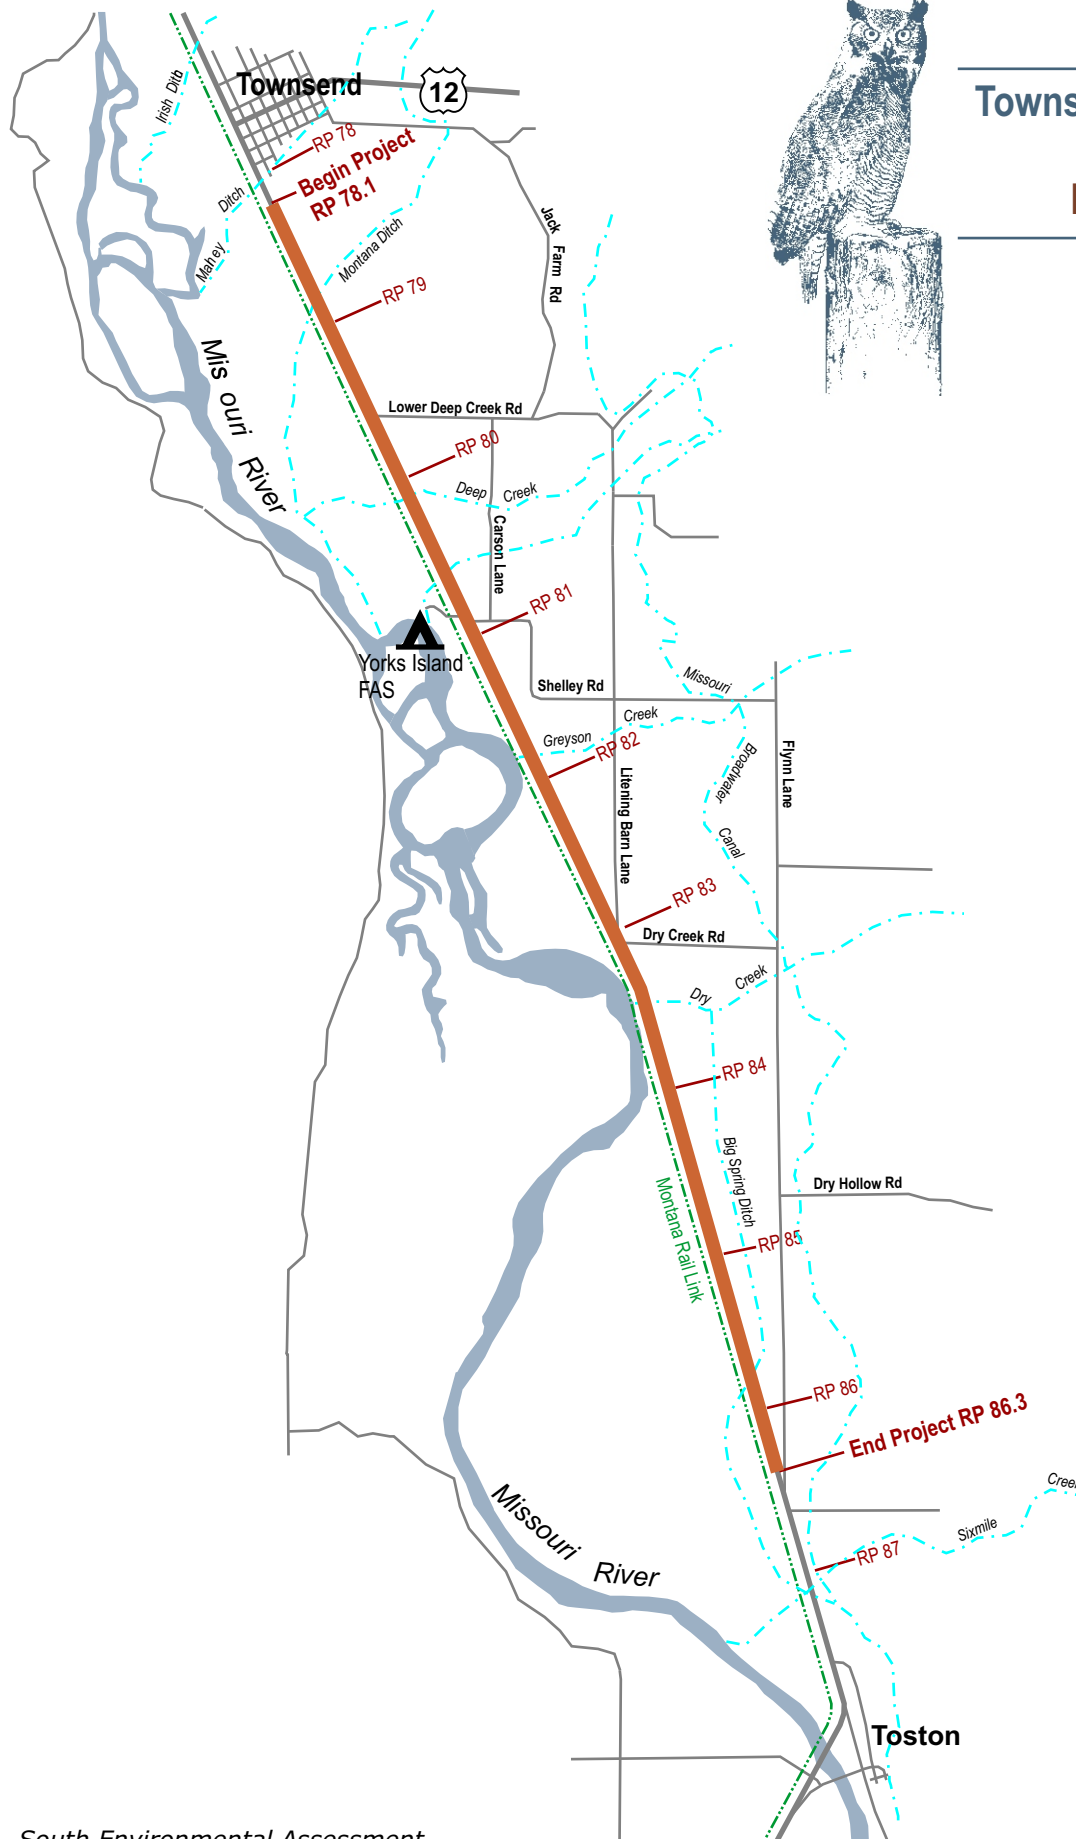 Townsend
12
Irish Ditb
RP 78
Begin Project
RP 78.1
Mahey Ditch
Montana Ditch
RP 79
Jack Farm Rd
Mis ouri River
Lower Deep Creek Rd
RP 80
Deep Creek
Carson Lane
RP 81
Yorks Island
FAS
Shelley Rd
Missouri
Greyson Creek
RP 82
Broadwater
Canal
Flynn Lane
Litening Barn Lane
RP 83
Dry Creek Rd
Dry Creek
RP 84
Big Spring Ditch
Montana Rail Link
Dry Hollow Rd
RP 85
RP 86
End Project RP 86.3
Missouri River
Sixmile
RP 87
Toston
South Environmental Assessment